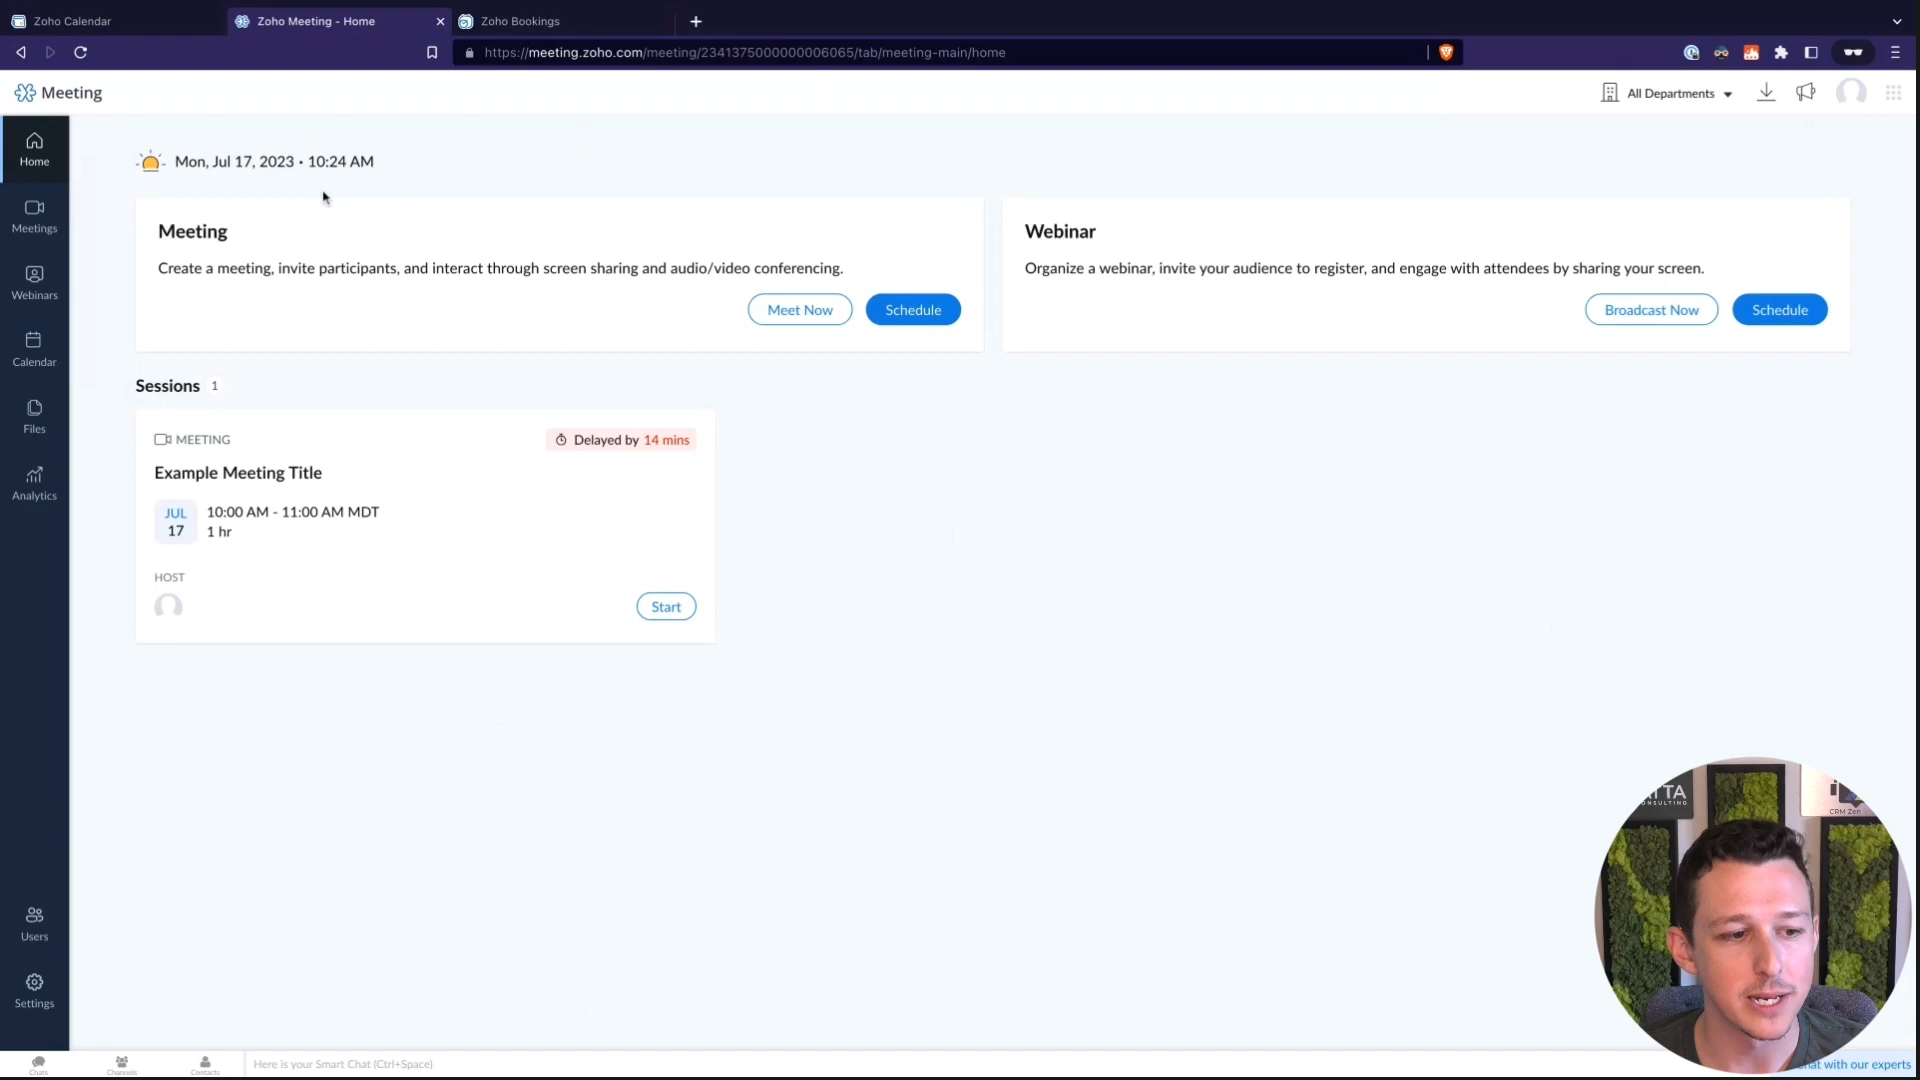 Zoho Calendar
Zoho Meeting - Home
Zoho Bookings
https://meeting.zoho.com/meeting/2341375000000006065/tab/meeting-main/home
Meeting
All Departments
Home
Meetings
Webinars
Calendar
Files
Analytics
Users
Settings
Mon, Jul 17, 2023 • 10:24 AM
Meeting
Create a meeting, invite participants, and interact through screen sharing and audio/video conferencing.
Meet Now
Schedule
Webinar
Organize a webinar, invite your audience to register, and engage with attendees by sharing your screen.
Broadcast Now
Schedule
Sessions 1
MEETING
Delayed by 14 mins
Example Meeting Title
JUL
17
10:00 AM - 11:00 AM MDT
1 hr
HOST
Start
CRM Zen
Chats
Channels
Contacts
Here is your Smart Chat (Ctrl+Space)
with our experts